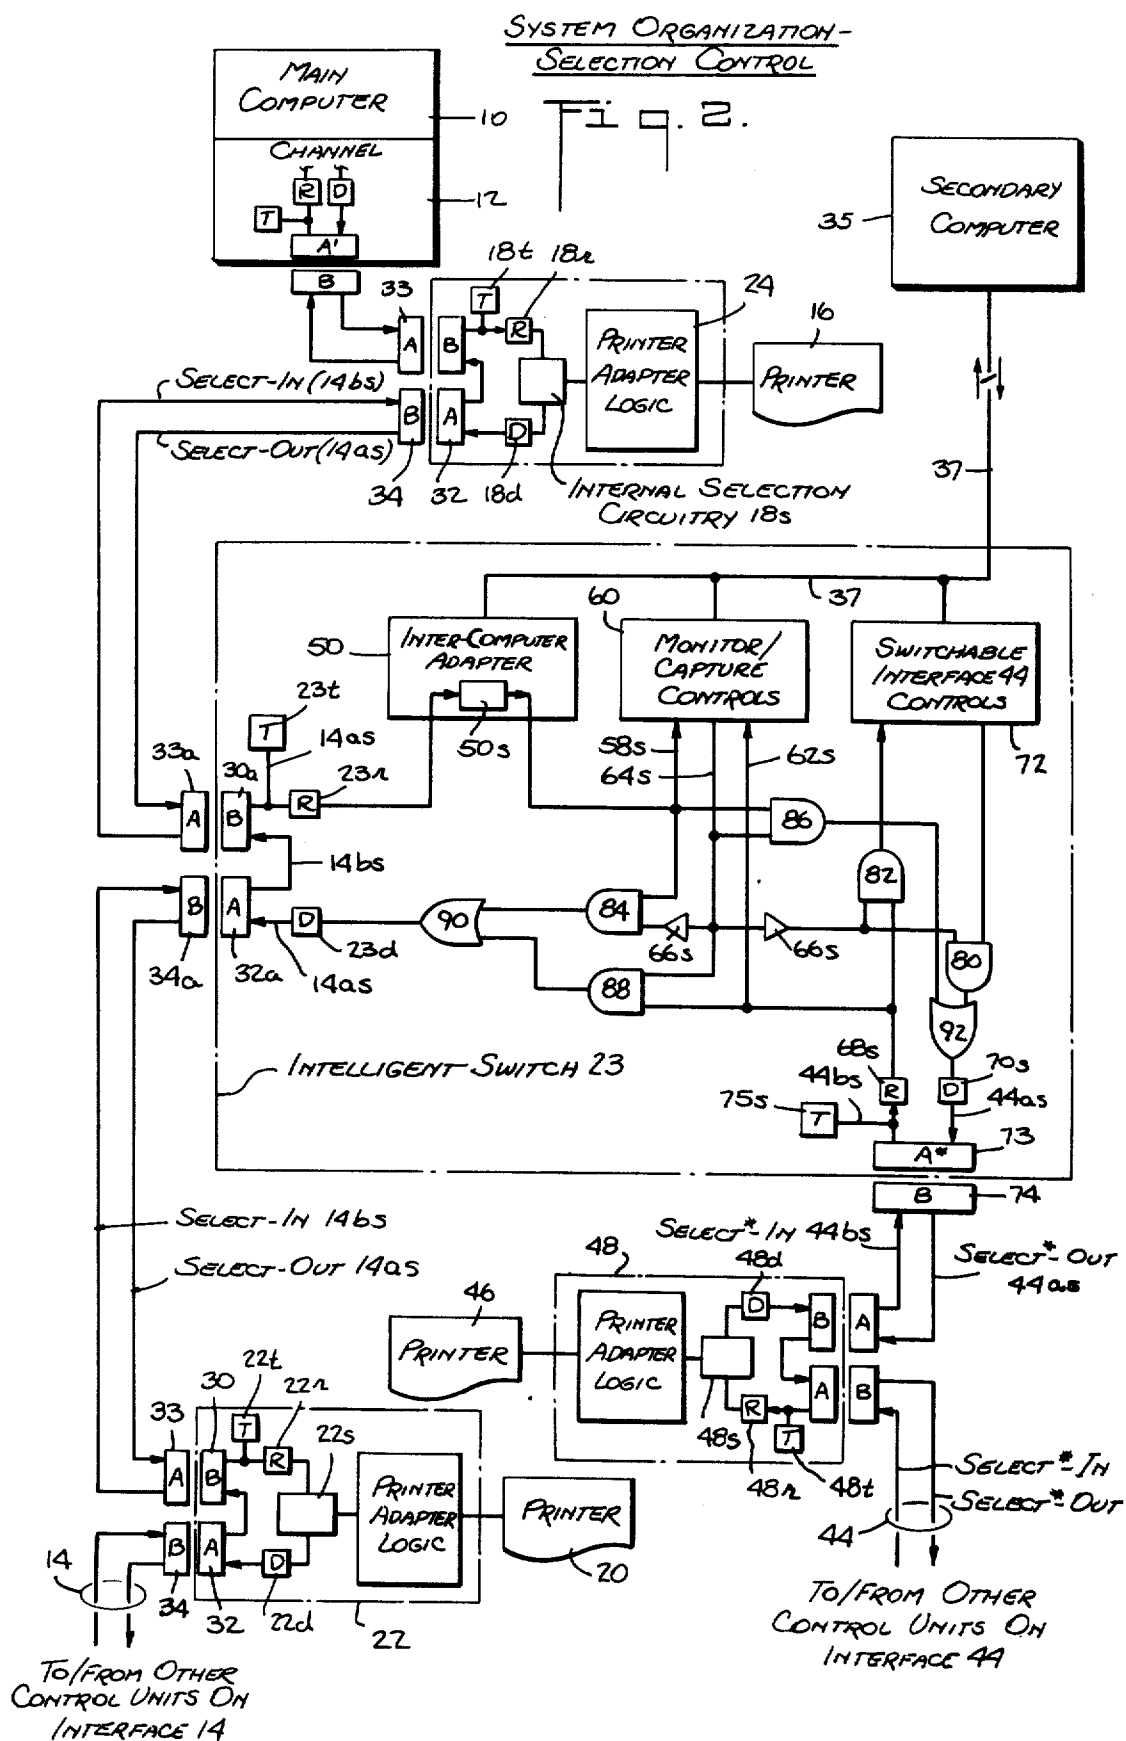 SYSTEM ORGANIZATION-
SELECTION CONTROL
Fig. 2.
MAIN
COMPUTER
10
CHANNEL
R
D
12
T
A'
B
SECONDARY
COMPUTER
35
33
18t
18r
24
16
T
A
B
R
PRINTER
ADAPTER
LOGIC
PRINTER
SELECT-IN (14bs)
B
A
D
SELECT-OUT (14as)
34
32
18d
INTERNAL SELECTION
CIRCUITRY 18s
37
37
50
INTER-COMPUTER
ADAPTER
60
MONITOR/
CAPTURE
CONTROLS
SWITCHABLE
INTERFACE 44
CONTROLS
23t
T
14as
50s
58s
64s
62s
72
33a
30a
23r
A
B
R
86
14bs
82
B
A
D
90
84
66s
66s
80
34a
32a
14as
23d
88
92
INTELLIGENT SWITCH 23
68s
70s
44bs
R
D
44as
75s
T
A*
73
B
74
SELECT-IN 14bs
SELECT-OUT 14as
SELECT*-IN 44bs
SELECT*-OUT
44as
48
48d
46
PRINTER
PRINTER
ADAPTER
LOGIC
D
B
A
R
A
B
T
48s
48r
48t
SELECT*-IN
SELECT*-OUT
44
TO/FROM OTHER
CONTROL UNITS ON
INTERFACE 44
33
30
22t
22r
22s
T
A
B
R
PRINTER
ADAPTER
LOGIC
PRINTER
20
14
B
A
D
34
32
22d
22
TO/FROM OTHER
CONTROL UNITS ON
INTERFACE 14